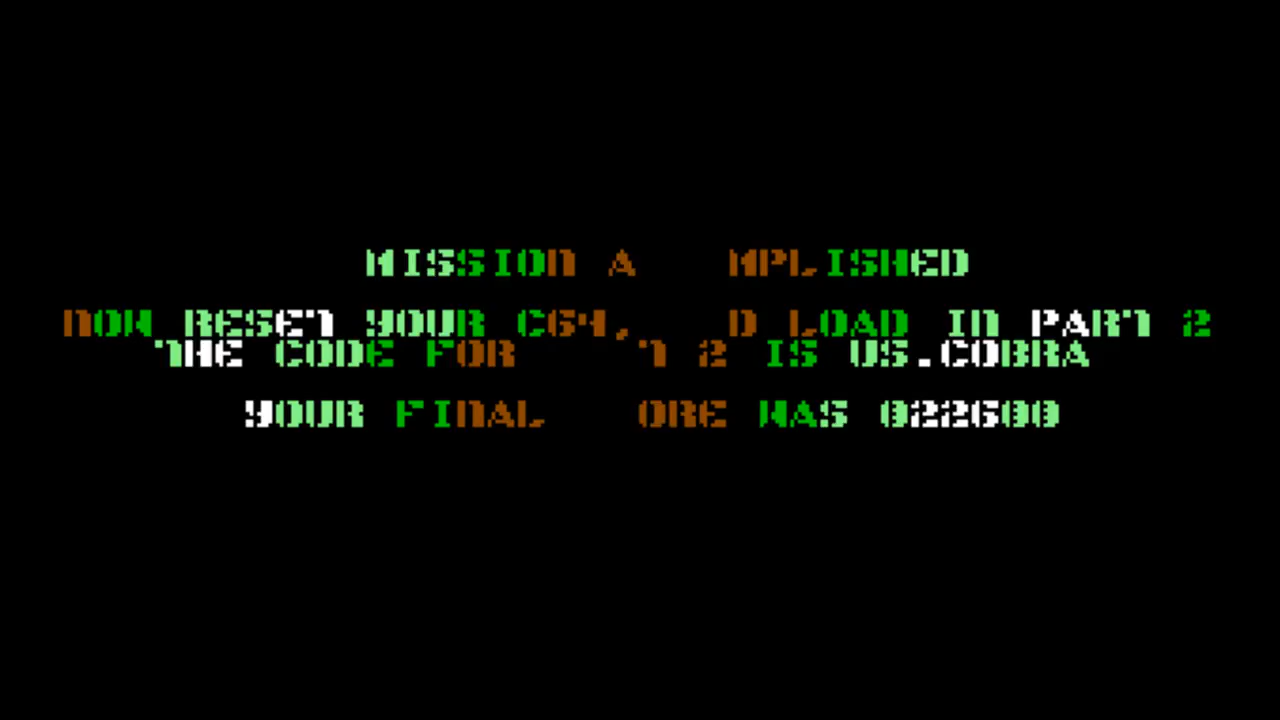 MISSION A   MPLISHED
NOW RESET YOUR C64,   D LOAD IN PART 2
THE CODE FOR    T 2 IS US.COBRA
YOUR FINAL   ORE WAS 022600